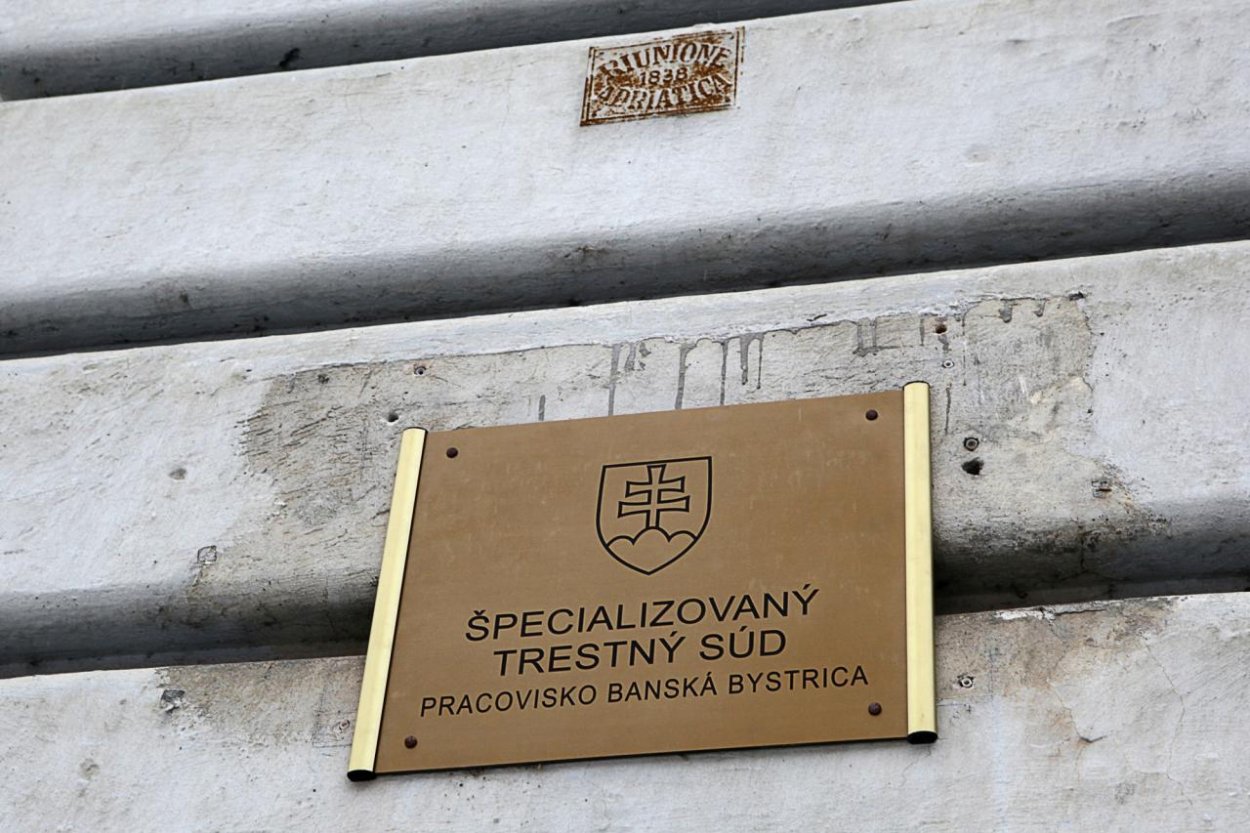 RIUNIONE
1838
ADRIATICA
ŠPECIALIZOVANÝ
TRESTNÝ SÚD
PRACOVISKO BANSKÁ BYSTRICA